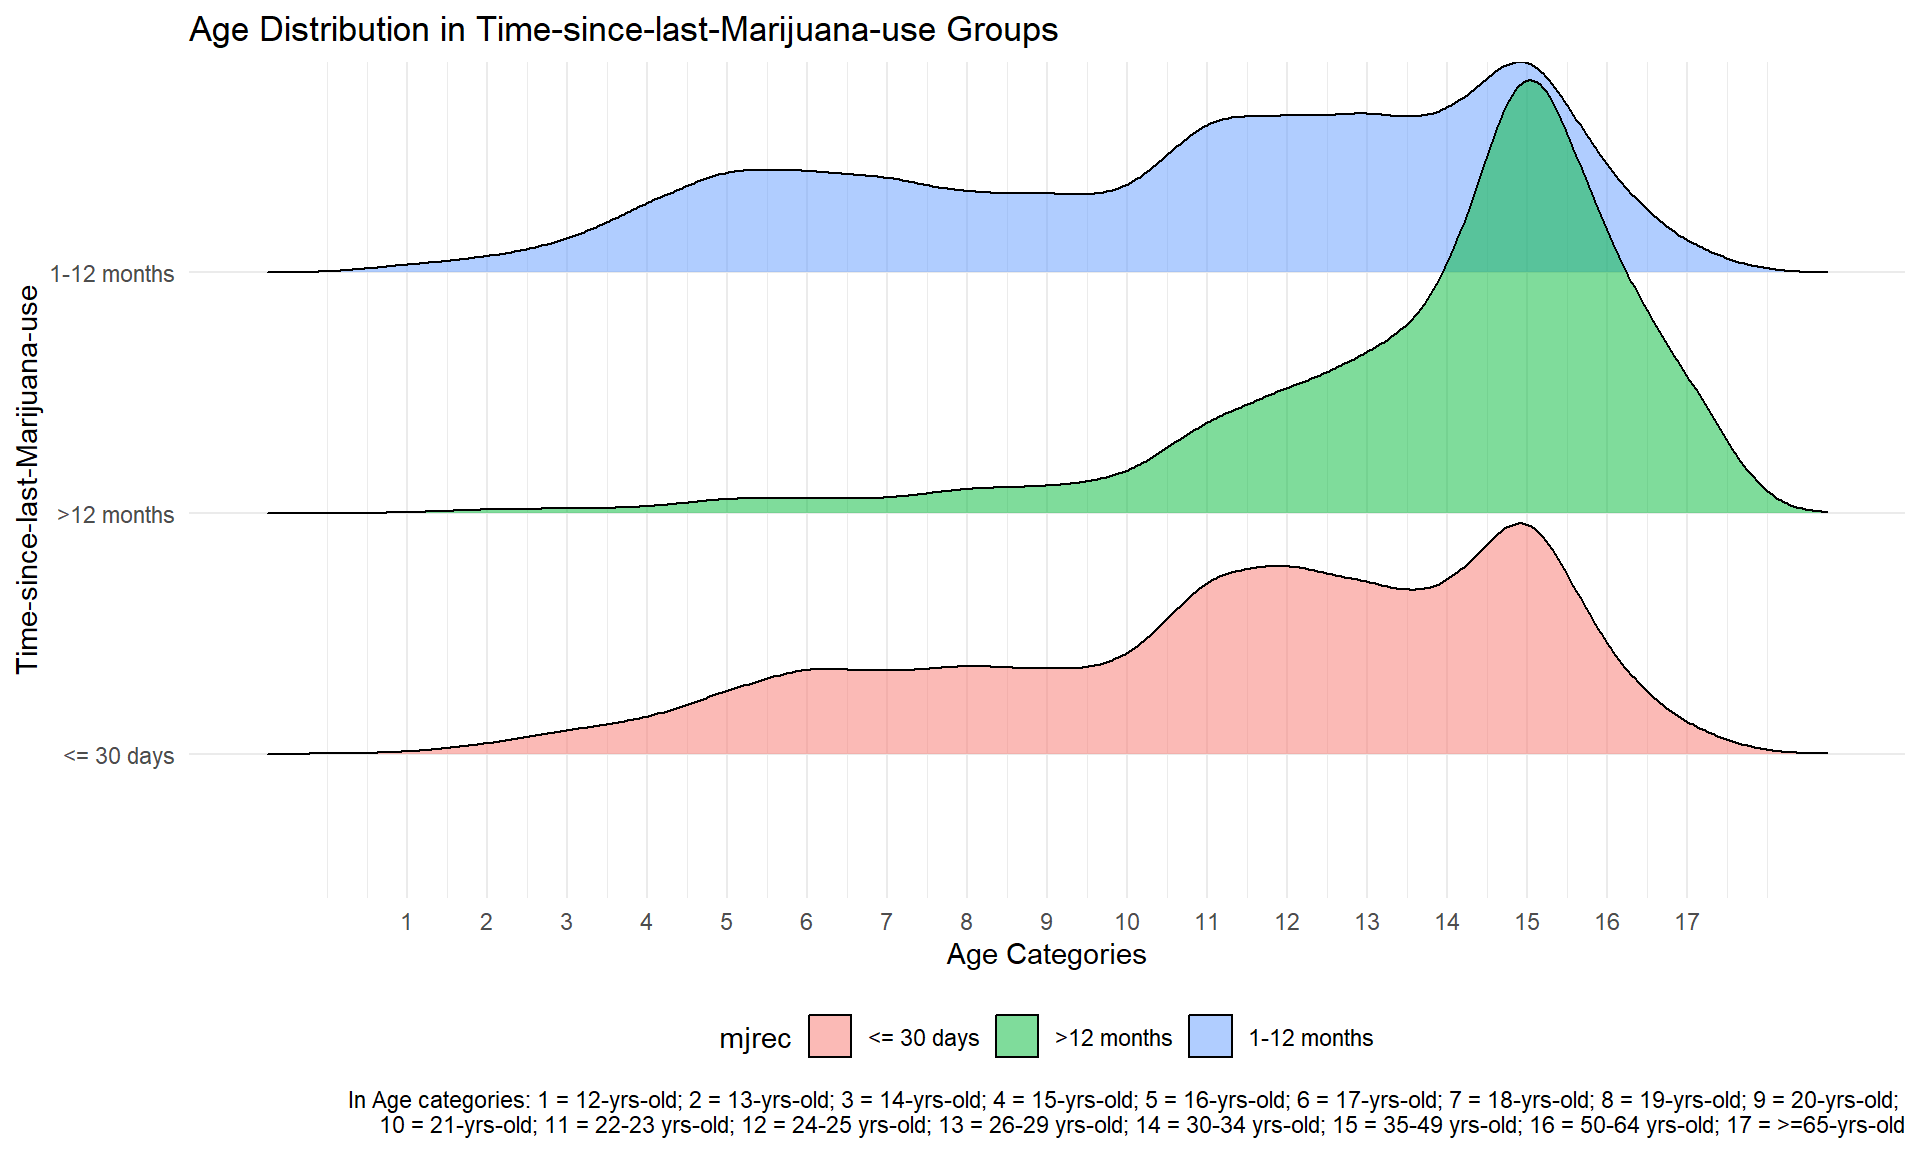 Age Distribution in Time-since-last-Marijuana-use Groups
Time-since-last-Marijuana-use
1-12 months
>12 months
<= 30 days
1 2 3 4 5 6 7 8 9 10 11 12 13 14 15 16 17
Age Categories
mjrec <= 30 days >12 months 1-12 months
In Age categories: 1 = 12-yrs-old; 2 = 13-yrs-old; 3 = 14-yrs-old; 4 = 15-yrs-old; 5 = 16-yrs-old; 6 = 17-yrs-old; 7 = 18-yrs-old; 8 = 19-yrs-old; 9 = 20-yrs-old;
10 = 21-yrs-old; 11 = 22-23 yrs-old; 12 = 24-25 yrs-old; 13 = 26-29 yrs-old; 14 = 30-34 yrs-old; 15 = 35-49 yrs-old; 16 = 50-64 yrs-old; 17 = >=65-yrs-old